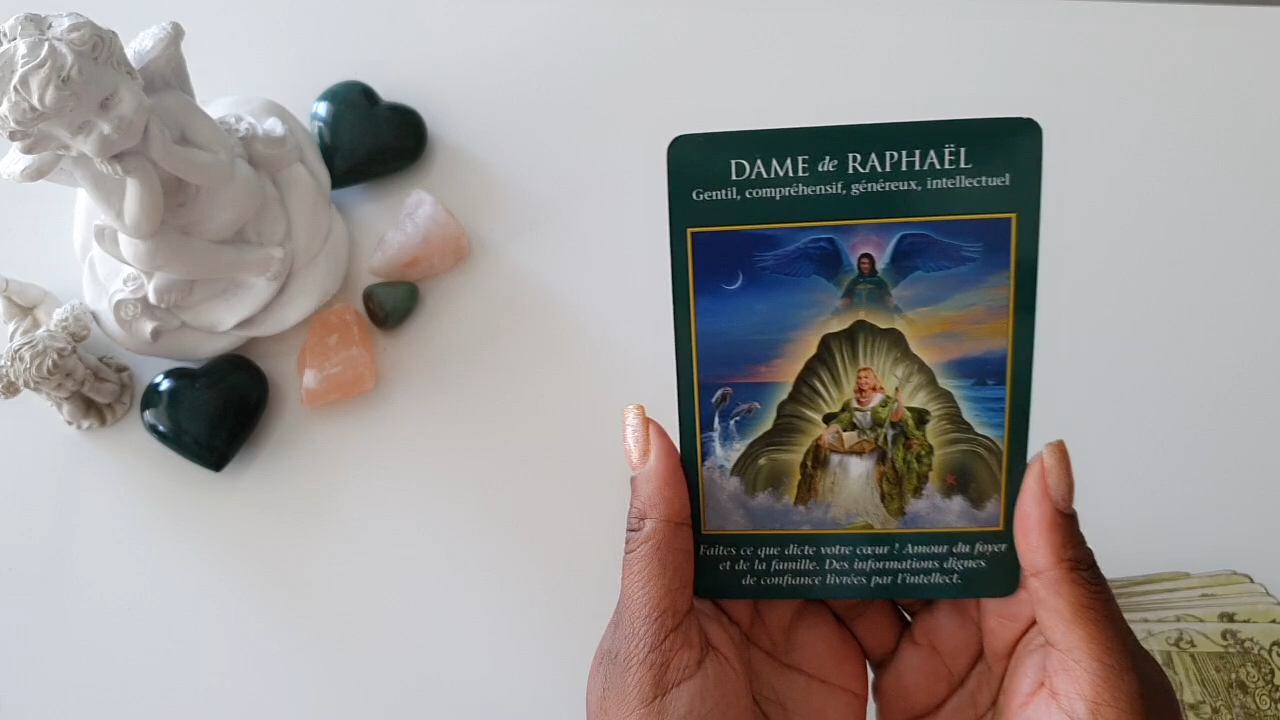 DAME de RAPHAËL
Gentil, compréhensif, généreux, intellectuel
Faites ce que dicte votre cœur ! Amour du foyer
et de la famille. Des informations dignes
de confiance livrées par l'intellect.